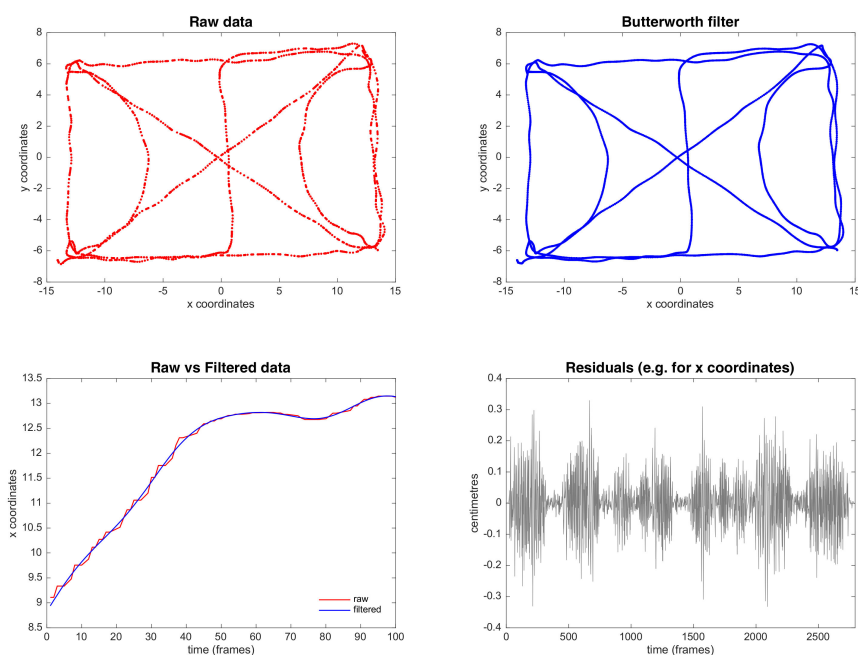 Raw data
8
6
4
2
0
-2
-4
-6
-8
y coordinates
-15 -10 -5 0 5 10 15
x coordinates
Butterworth filter
8
6
4
2
0
-2
-4
-6
-8
y coordinates
-15 -10 -5 0 5 10 15
x coordinates
Raw vs Filtered data
13.5
13
12.5
12
11.5
11
10.5
10
9.5
9
8.5
x coordinates
raw
filtered
0 10 20 30 40 50 60 70 80 90 100
time (frames)
Residuals (e.g. for x coordinates)
0.4
0.3
0.2
0.1
0
-0.1
-0.2
-0.3
-0.4
centimetres
0 500 1000 1500 2000 2500
time (frames)